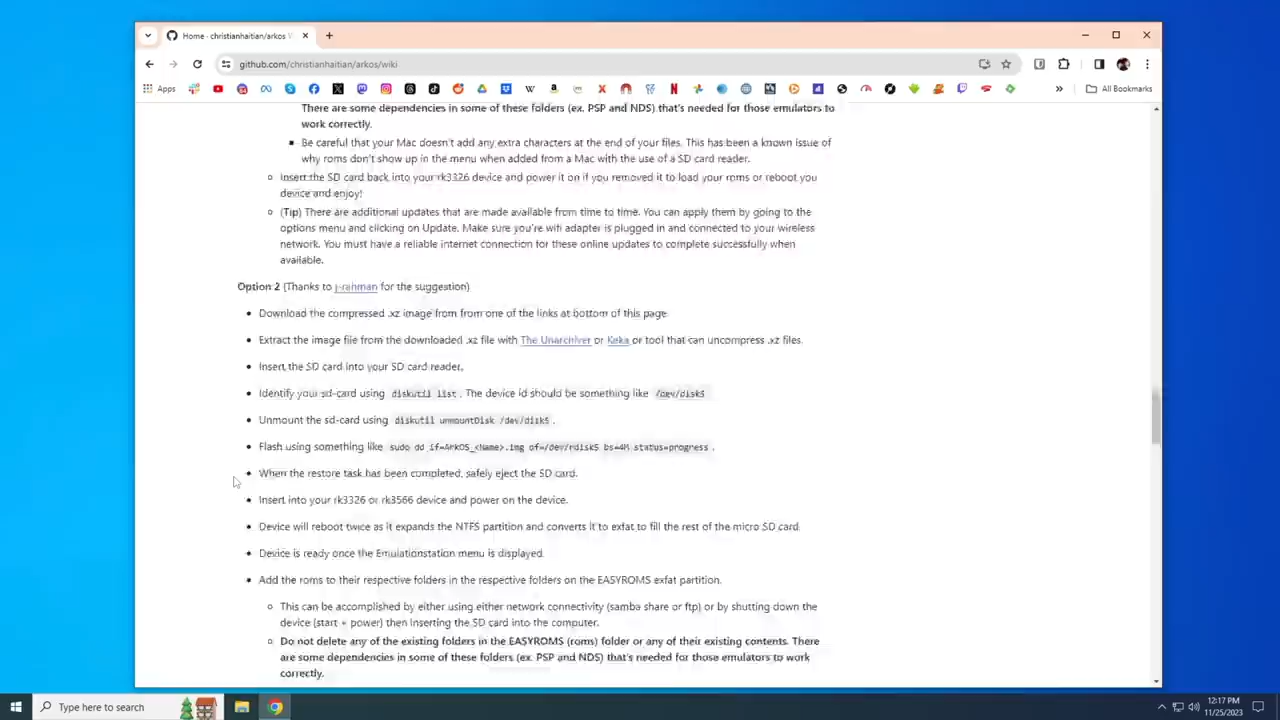 Home · christianhaitian/arkos W
github.com/christianhaitian/arkos/wiki
Apps
All Bookmarks
There are some dependencies in some of these folders (ex. PSP and NDS) that's needed for those emulators to
work correctly.
Be careful that your Mac doesn't add any extra characters at the end of your files. This has been a known issue of
why roms don't show up in the menu when added from a Mac with the use of a SD card reader.
Insert the SD card back into your rk3326 device and power it on if you removed it to load your roms or reboot you
device and enjoy!
(Tip) There are additional updates that are made available from time to time. You can apply them by going to the
options menu and clicking on Update. Make sure you're wifi adapter is plugged in and connected to your wireless
network. You must have a reliable internet connection for these online updates to complete successfully when
available.
Option 2 (Thanks to j-rahman for the suggestion)
Download the compressed .xz image from from one of the links at bottom of this page.
Extract the image file from the downloaded .xz file with The Unarchiver or Keka or tool that can uncompress .xz files.
Insert the SD card into your SD card reader.
Identify your sd-card using diskutil list. The device id should be something like /dev/disk5
Unmount the sd-card using diskutil unmountDisk /dev/disk5.
Flash using something like sudo dd if=ArkOS_<Name>.img of=/dev/rdisk5 bs=4M status=progress.
When the restore task has been completed, safely eject the SD card.
Insert into your rk3326 or rk3566 device and power on the device.
Device will reboot twice as it expands the NTFS partition and converts it to exfat to fill the rest of the micro SD card.
Device is ready once the Emulationstation menu is displayed.
Add the roms to their respective folders in the respective folders on the EASYROMS exfat partition.
This can be accomplished by either using either network connectivity (samba share or ftp) or by shutting down the
device (start + power) then inserting the SD card into the computer.
Do not delete any of the existing folders in the EASYROMS (roms) folder or any of their existing contents. There
are some dependencies in some of these folders (ex. PSP and NDS) that's needed for those emulators to work
correctly.
Type here to search
12:17 PM
11/25/2023